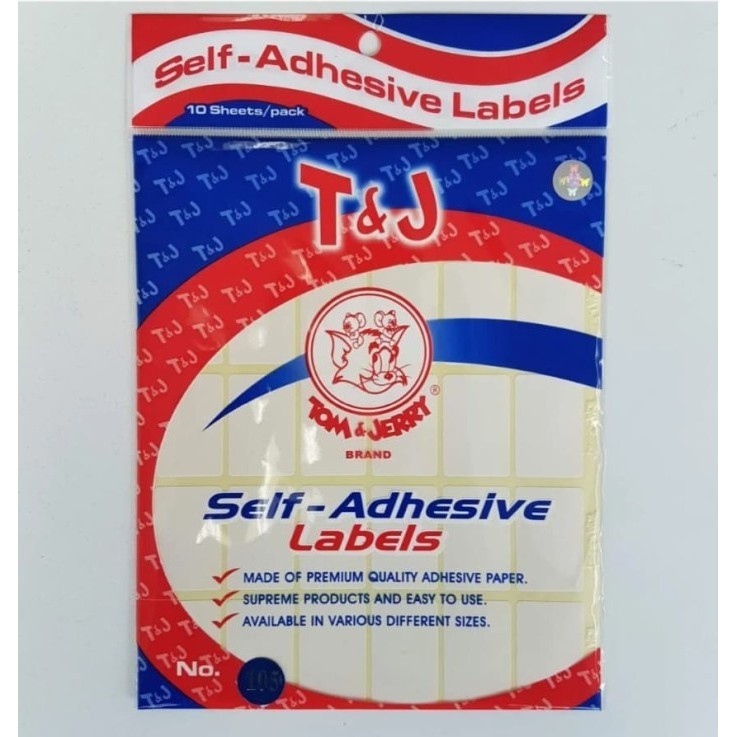 Self-Adhesive Labels
10 Sheets/pack
T&J
TOM & JERRY ®
BRAND
Self-Adhesive
Labels
MADE OF PREMIUM QUALITY ADHESIVE PAPER.
SUPREME PRODUCTS AND EASY TO USE.
AVAILABLE IN VARIOUS DIFFERENT SIZES.
No. 105